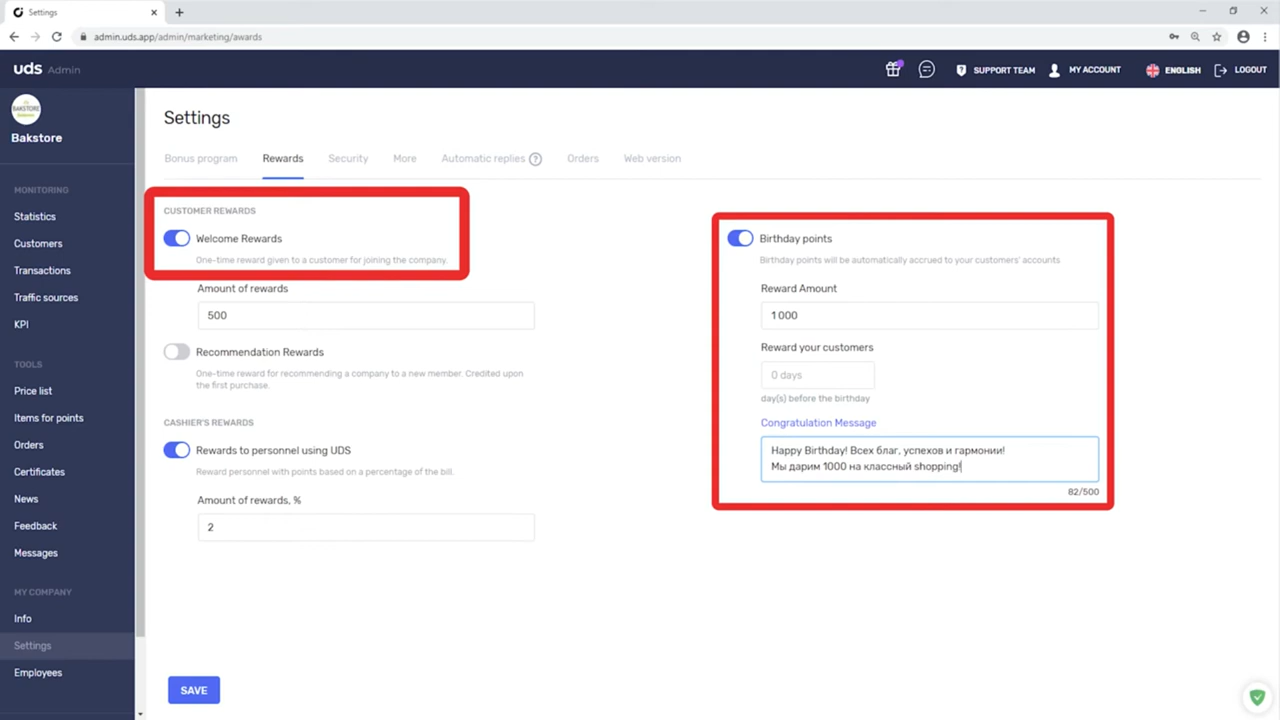 Settings
admin.uds.app/admin/marketing/awards
uds Admin
SUPPORT TEAM
MY ACCOUNT
ENGLISH
LOGOUT
BAKSTORE
Bakstore
MONITORING
Statistics
Customers
Transactions
Traffic sources
KPI
TOOLS
Price list
Items for points
Orders
Certificates
News
Feedback
Messages
MY COMPANY
Info
Settings
Employees
Settings
Bonus program
Rewards
Security
More
Automatic replies ?
Orders
Web version
CUSTOMER REWARDS
Welcome Rewards
One-time reward given to a customer for joining the company.
Amount of rewards
500
Recommendation Rewards
One-time reward for recommending a company to a new member. Credited upon
the first purchase.
CASHIER'S REWARDS
Rewards to personnel using UDS
Reward personnel with points based on a percentage of the bill.
Amount of rewards, %
2
Birthday points
Birthday points will be automatically accrued to your customers' accounts
Reward Amount
1 000
Reward your customers
0 days
day(s) before the birthday
Congratulation Message
Happy Birthday! Всех благ, успехов и гармонии!
Мы дарим 1000 на классный shopping!
82/500
SAVE